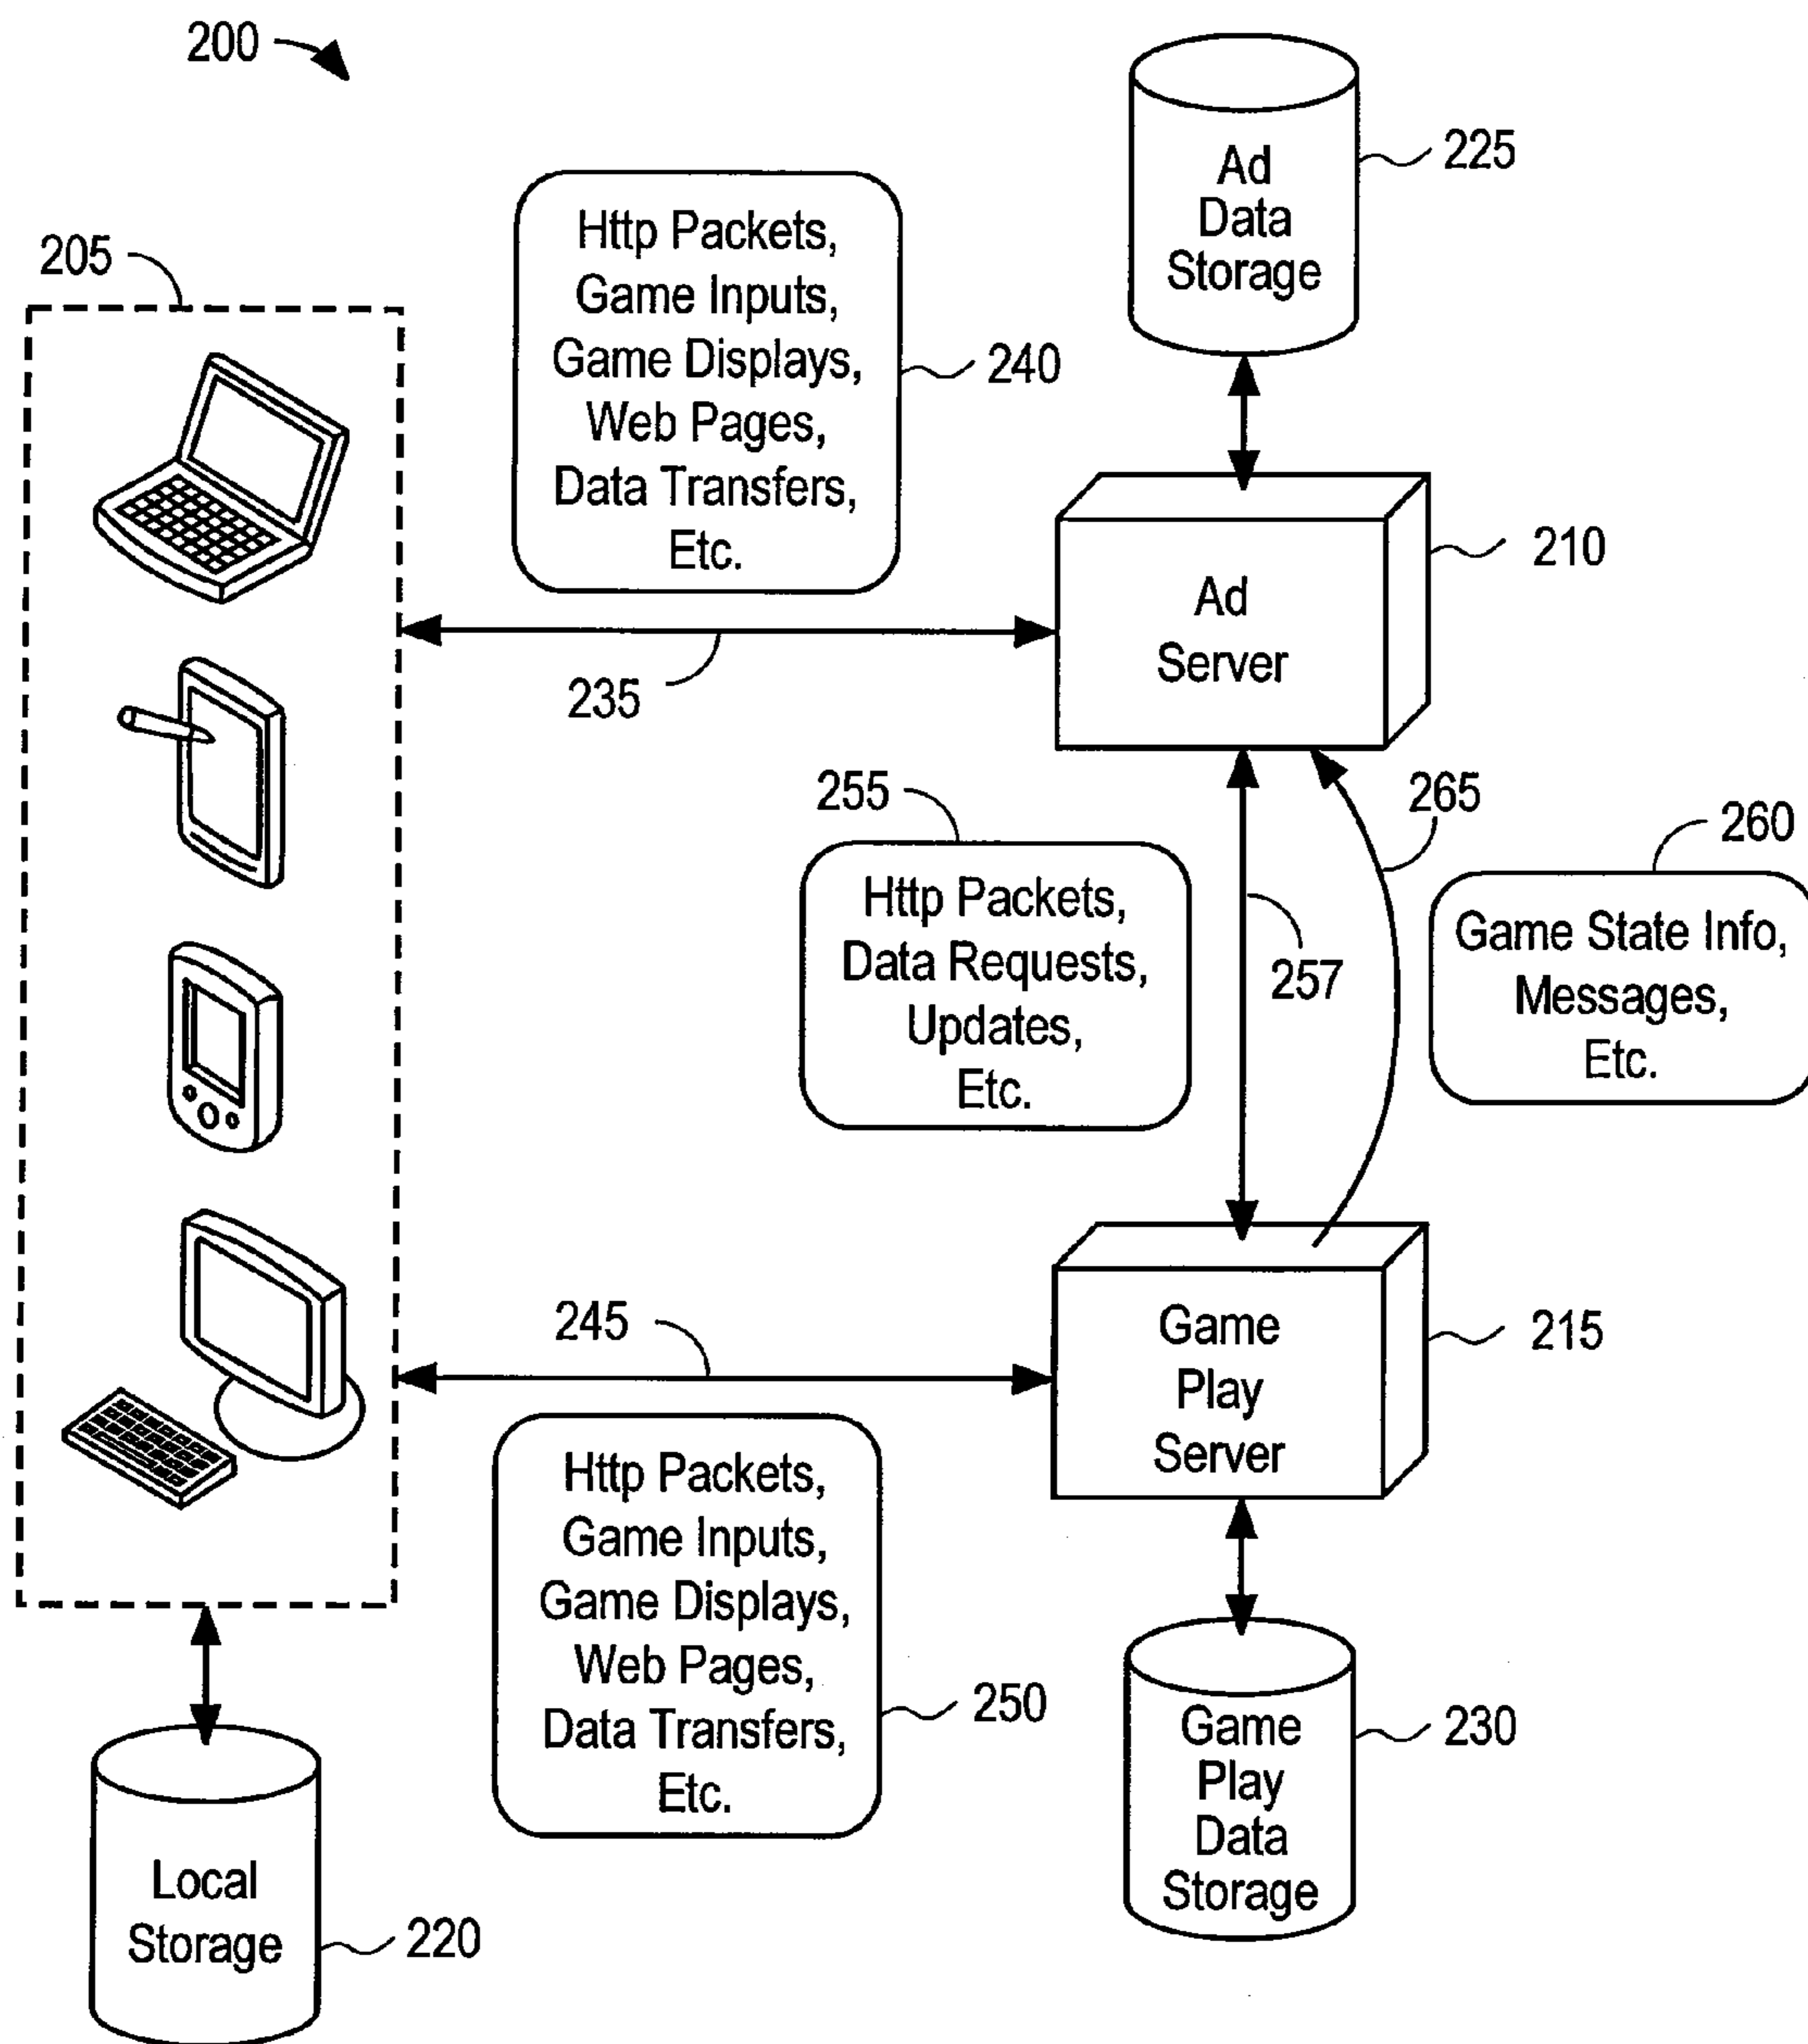 200
Ad
Data
Storage
225
205
Http Packets,
Game Inputs,
Game Displays,
Web Pages,
Data Transfers,
Etc.
240
Ad
Server
210
235
255
Http Packets,
Data Requests,
Updates,
Etc.
257
265
260
Game State Info,
Messages,
Etc.
245
Game
Play
Server
215
Http Packets,
Game Inputs,
Game Displays,
Web Pages,
Data Transfers,
Etc.
250
Game
Play
Data
Storage
230
Local
Storage
220